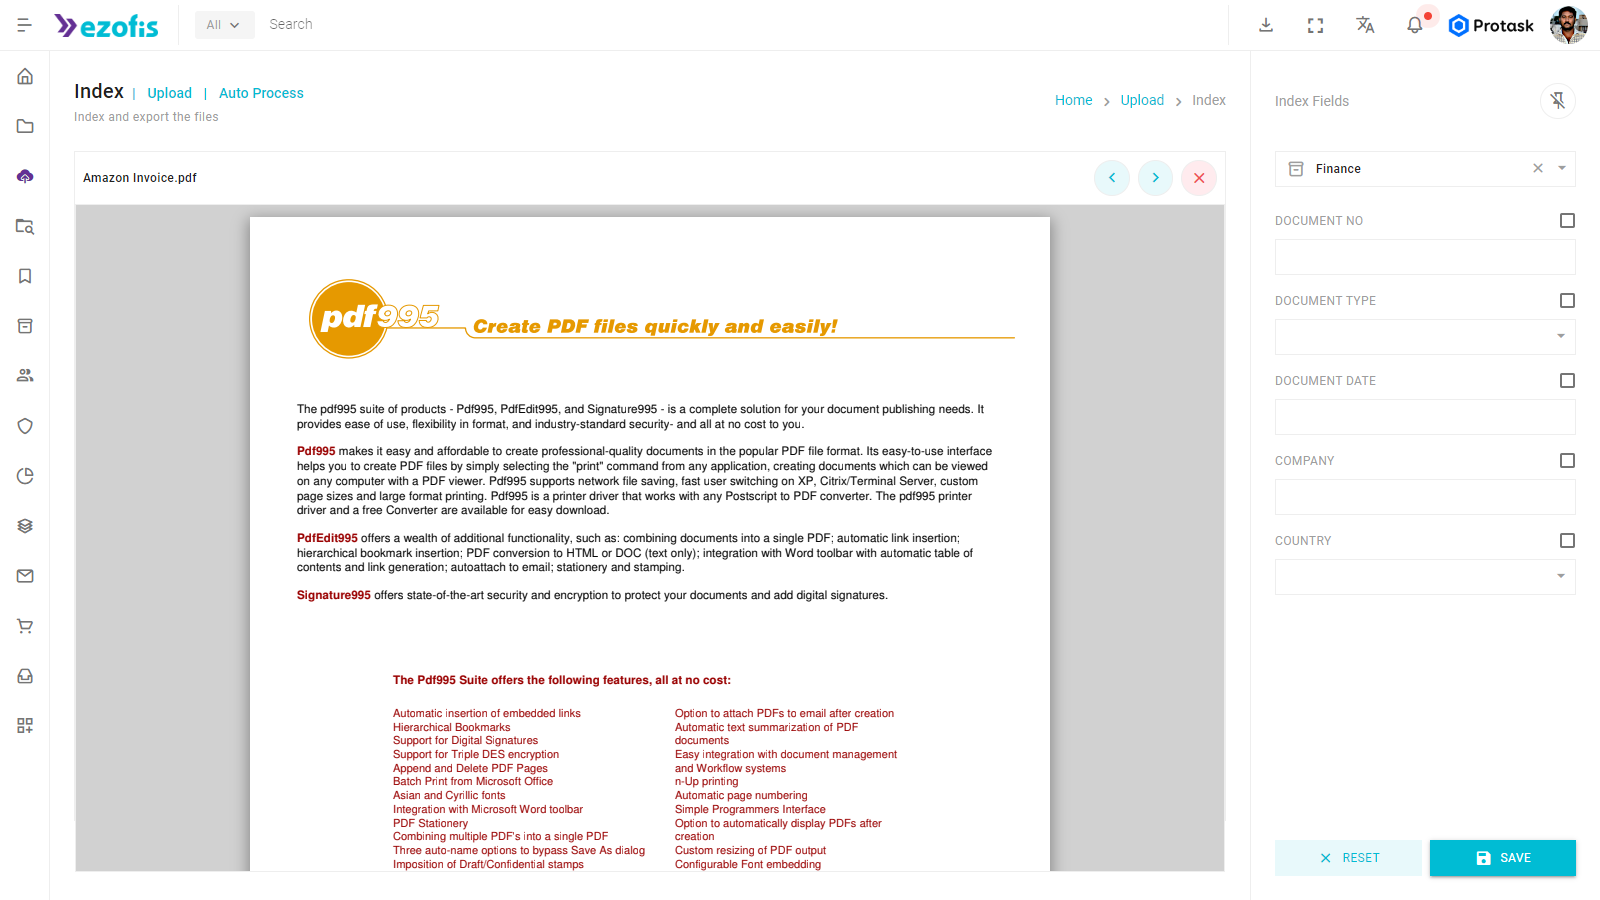 ezofis
All
Search
Protask
Index | Upload | Auto Process
Index and export the files
Home > Upload > Index
Amazon Invoice.pdf
pdf995
Create PDF files quickly and easily!
The pdf995 suite of products - Pdf995, PdfEdit995, and Signature995 - is a complete solution for your document publishing needs. It
provides ease of use, flexibility in format, and industry-standard security- and all at no cost to you.
Pdf995 makes it easy and affordable to create professional-quality documents in the popular PDF file format. Its easy-to-use interface
helps you to create PDF files by simply selecting the "print" command from any application, creating documents which can be viewed
on any computer with a PDF viewer. Pdf995 supports network file saving, fast user switching on XP, Citrix/Terminal Server, custom
page sizes and large format printing. Pdf995 is a printer driver that works with any Postscript to PDF converter. The pdf995 printer
driver and a free Converter are available for easy download.
PdfEdit995 offers a wealth of additional functionality, such as: combining documents into a single PDF; automatic link insertion;
hierarchical bookmark insertion; PDF conversion to HTML or DOC (text only); integration with Word toolbar with automatic table of
contents and link generation; autoattach to email; stationery and stamping.
Signature995 offers state-of-the-art security and encryption to protect your documents and add digital signatures.
The Pdf995 Suite offers the following features, all at no cost:
Automatic insertion of embedded links
Hierarchical Bookmarks
Support for Digital Signatures
Support for Triple DES encryption
Append and Delete PDF Pages
Batch Print from Microsoft Office
Asian and Cyrillic fonts
Integration with Microsoft Word toolbar
PDF Stationery
Combining multiple PDF's into a single PDF
Three auto-name options to bypass Save As dialog
Imposition of Draft/Confidential stamps
Option to attach PDFs to email after creation
Automatic text summarization of PDF
documents
Easy integration with document management
and Workflow systems
n-Up printing
Automatic page numbering
Simple Programmers Interface
Option to automatically display PDFs after
creation
Custom resizing of PDF output
Configurable Font embedding
Index Fields
Finance
DOCUMENT NO
DOCUMENT TYPE
DOCUMENT DATE
COMPANY
COUNTRY
RESET
SAVE